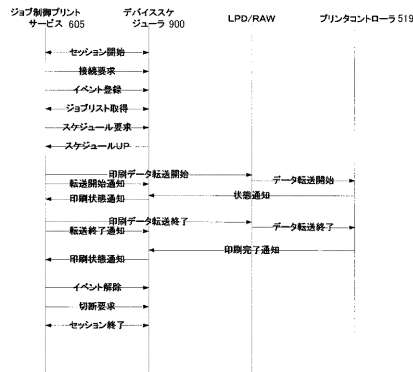 ジョブ制御プリント
サービス 605
デバイススケ
ジューラ 900
LPD/RAW
プリンタコントローラ 519
セッション開始
接続要求
イベント登録
ジョブリスト取得
スケジュール要求
スケジュールUP
印刷データ転送開始
転送開始通知
データ転送開始
印刷状態通知
状態通知
印刷データ転送終了
転送終了通知
データ転送終了
印刷完了通知
印刷状態通知
イベント解除
切断要求
セッション終了